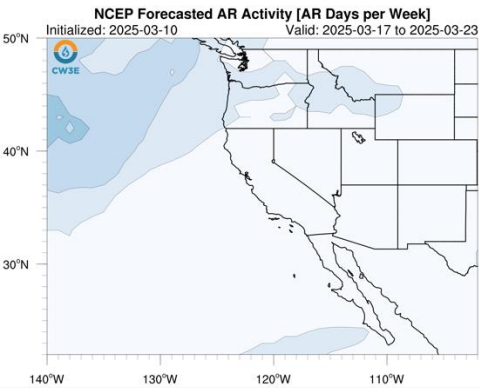 NCEP Forecasted AR Activity [AR Days per Week]
Initialized: 2025-03-10 Valid: 2025-03-17 to 2025-03-23
50°N
CW3E
40°N
30°N
140°W 130°W 120°W 110°W